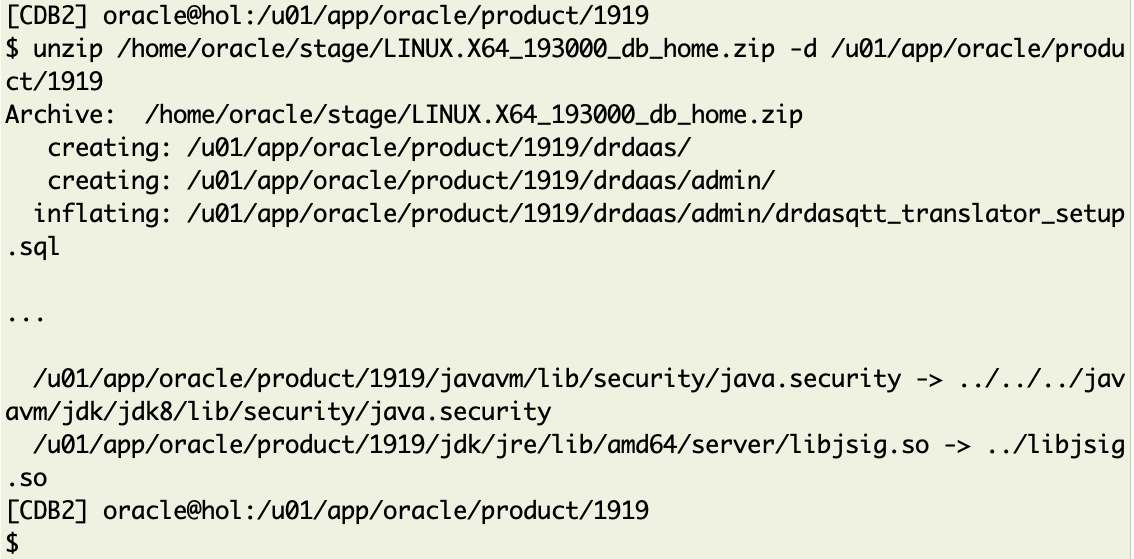 [CDB2] oracle@hol:/u01/app/oracle/product/1919
$ unzip /home/oracle/stage/LINUX.X64_193000_db_home.zip -d /u01/app/oracle/produ
ct/1919
Archive:  /home/oracle/stage/LINUX.X64_193000_db_home.zip
   creating: /u01/app/oracle/product/1919/drdaas/
   creating: /u01/app/oracle/product/1919/drdaas/admin/
  inflating: /u01/app/oracle/product/1919/drdaas/admin/drdasqtt_translator_setup
.sql
...
  /u01/app/oracle/product/1919/javavm/lib/security/java.security -> ../../../jav
avm/jdk/jdk8/lib/security/java.security
  /u01/app/oracle/product/1919/jdk/jre/lib/amd64/server/libjsig.so -> ../libjsig
.so
[CDB2] oracle@hol:/u01/app/oracle/product/1919
$